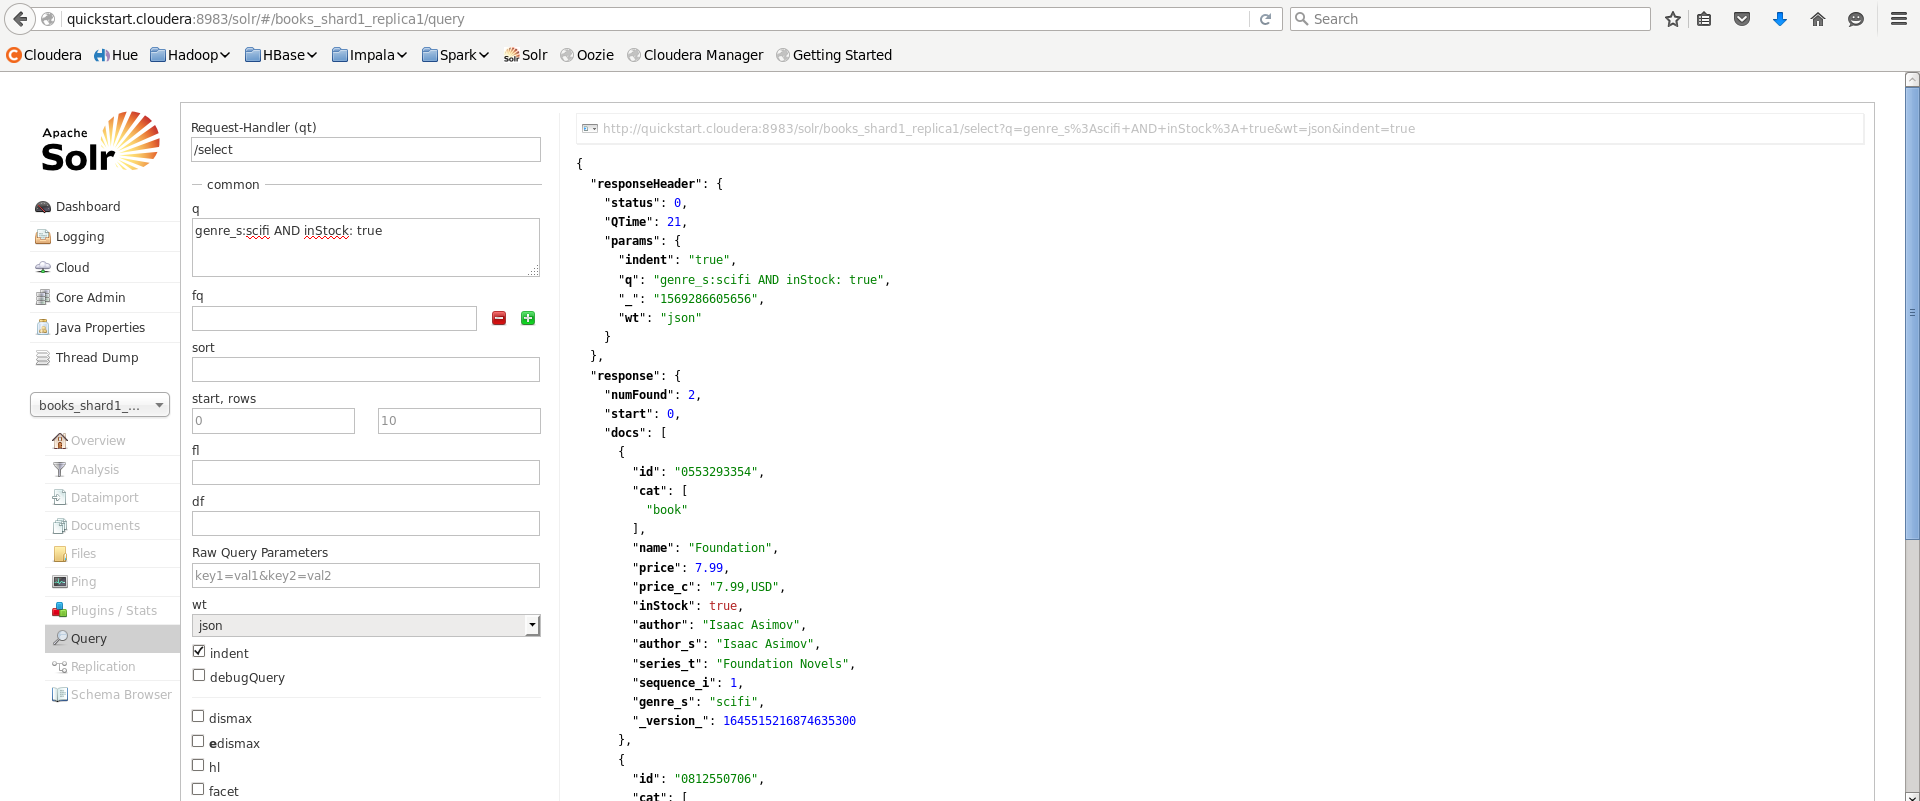 quickstart.cloudera:8983/solr/#/books_shard1_replica1/query
Search
Cloudera Hue Hadoop HBase Impala Spark Solr Oozie Cloudera Manager Getting Started
Apache
Solr
Dashboard
Logging
Cloud
Core Admin
Java Properties
Thread Dump
books_shard1_...
Overview
Analysis
Dataimport
Documents
Files
Ping
Plugins / Stats
Query
Replication
Schema Browser
Request-Handler (qt)
/select
common
q
genre_s:scifi AND inStock: true
fq
sort
start, rows
0 10
fl
df
Raw Query Parameters
key1=val1&key2=val2
wt
json
indent
debugQuery
dismax
edismax
hl
facet
http://quickstart.cloudera:8983/solr/books_shard1_replica1/select?q=genre_s%3Ascifi+AND+inStock%3A+true&wt=json&indent=true
{
"responseHeader": {
"status": 0,
"QTime": 21,
"params": {
"indent": "true",
"q": "genre_s:scifi AND inStock: true",
"_": "1569286605656",
"wt": "json"
}
},
"response": {
"numFound": 2,
"start": 0,
"docs": [
{
"id": "0553293354",
"cat": [
"book"
],
"name": "Foundation",
"price": 7.99,
"price_c": "7.99,USD",
"inStock": true,
"author": "Isaac Asimov",
"author_s": "Isaac Asimov",
"series_t": "Foundation Novels",
"sequence_i": 1,
"genre_s": "scifi",
"_version_": 1645515216874635300
},
{
"id": "0812550706",
"cat": [